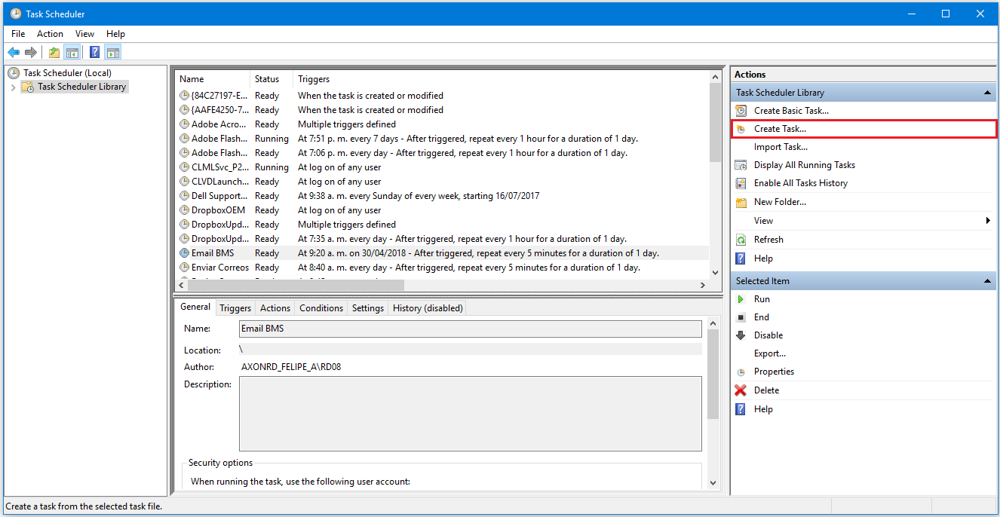 Task Scheduler
File Action View Help
Task Scheduler (Local)
Task Scheduler Library
Name Status Triggers
{84C27197-E... Ready When the task is created or modified
{AAFE4250-7... Ready When the task is created or modified
Adobe Acro... Ready Multiple triggers defined
Adobe Flash... Running At 7:51 p. m. every 7 days - After triggered, repeat every 1 hour for a duration of 1 day.
Adobe Flash... Ready At 7:06 p. m. every day - After triggered, repeat every 1 hour for a duration of 1 day.
CLMLSvc_P2... Running At log on of any user
CLVDLaunch... Ready At log on of any user
Dell Support... Ready At 9:38 a. m. every Sunday of every week, starting 16/07/2017
DropboxOEM Ready At log on of any user
DropboxUpd... Ready Multiple triggers defined
DropboxUpd... Ready At 7:35 a. m. every day - After triggered, repeat every 1 hour for a duration of 1 day.
Email BMS Ready At 9:20 a. m. on 30/04/2018 - After triggered, repeat every 5 minutes for a duration of 1 day.
Enviar Correos Ready At 8:40 a. m. every day - After triggered, repeat every 5 minutes for a duration of 1 day.
General Triggers Actions Conditions Settings History (disabled)
Name: Email BMS
Location: \
Author: AXONRD_FELIPE_A\RD08
Description:
Security options
When running the task, use the following user account:
Actions
Task Scheduler Library
Create Basic Task...
Create Task...
Import Task...
Display All Running Tasks
Enable All Tasks History
New Folder...
View
Refresh
Help
Selected Item
Run
End
Disable
Export...
Properties
Delete
Help
Create a task from the selected task file.